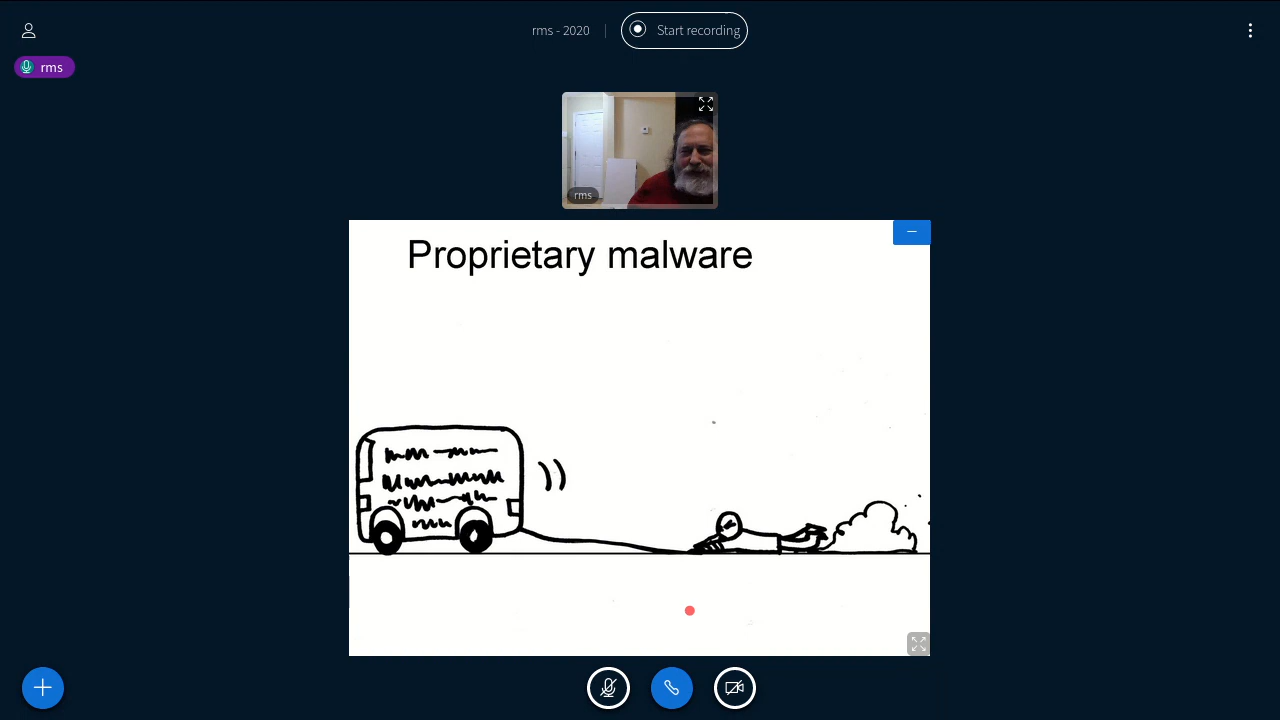 rms - 2020
Start recording
rms
rms
Proprietary malware